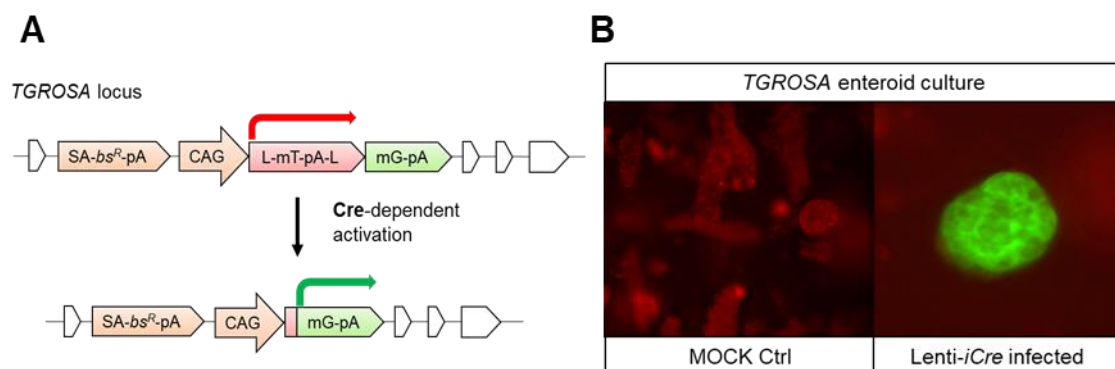 A
TGROSA locus
SA-bsR-pA CAG L-mT-pA-L mG-pA
Cre-dependent
activation
SA-bsR-pA CAG mG-pA
B
TGROSA enteroid culture
MOCK Ctrl Lenti-iCre infected